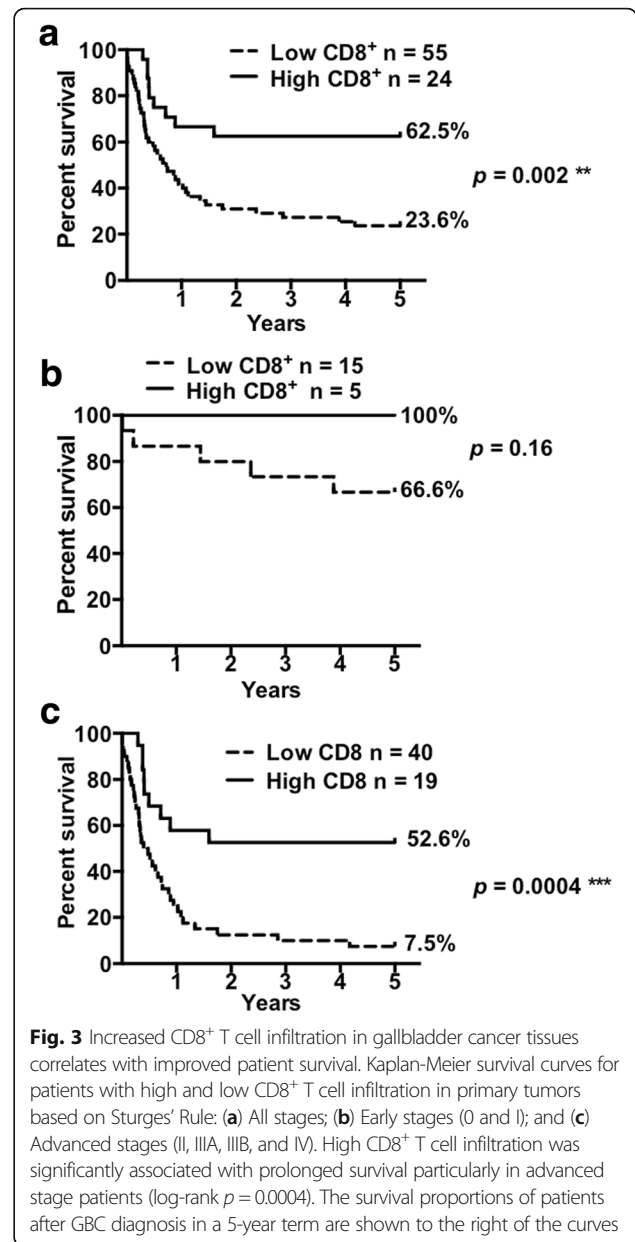 a
Low CD8⁺ n = 55
High CD8⁺ n = 24
Percent survival
100
80
60
40
20
0
62.5%
p = 0.002 **
23.6%
1 2 3 4 5
Years
b
Low CD8⁺ n = 15
High CD8⁺ n = 5
Percent survival
100
80
60
40
20
0
100%
p = 0.16
66.6%
1 2 3 4 5
Years
c
Low CD8 n = 40
High CD8 n = 19
Percent survival
100
80
60
40
20
0
52.6%
p = 0.0004 ***
7.5%
1 2 3 4 5
Years
Fig. 3 Increased CD8⁺ T cell infiltration in gallbladder cancer tissues
correlates with improved patient survival. Kaplan-Meier survival curves for
patients with high and low CD8⁺ T cell infiltration in primary tumors
based on Sturges’ Rule: (a) All stages; (b) Early stages (0 and I); and (c)
Advanced stages (II, IIIA, IIIB, and IV). High CD8⁺ T cell infiltration was
significantly associated with prolonged survival particularly in advanced
stage patients (log-rank p = 0.0004). The survival proportions of patients
after GBC diagnosis in a 5-year term are shown to the right of the curves